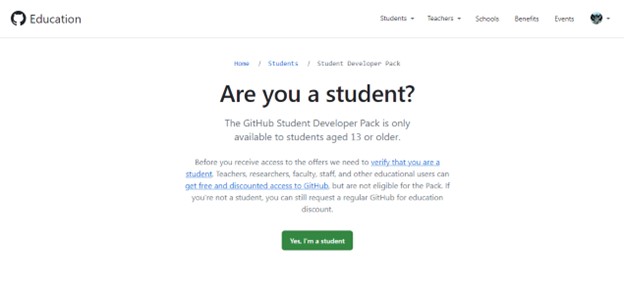 Education
Students Teachers Schools Benefits Events
Home / Students / Student Developer Pack
Are you a student?
The GitHub Student Developer Pack is only
available to students aged 13 or older.
Before you receive access to the offers we need to verify that you are a
student. Teachers, researchers, faculty, staff, and other educational users can
get free and discounted access to GitHub, but are not eligible for the Pack. If
you're not a student, you can still request a regular GitHub for education
discount.
Yes, I'm a student